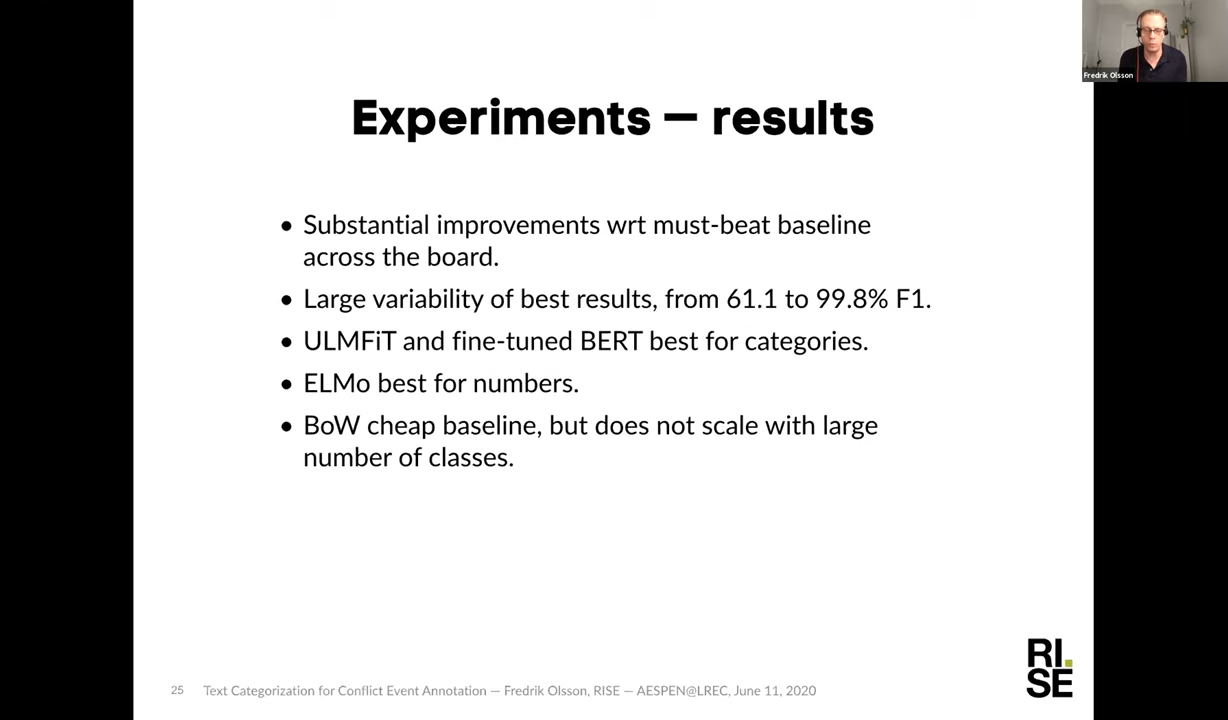 Fredrik Olsson
Experiments — results
• Substantial improvements wrt must-beat baseline
across the board.
• Large variability of best results, from 61.1 to 99.8% F1.
• ULMFiT and fine-tuned BERT best for categories.
• ELMo best for numbers.
• BoW cheap baseline, but does not scale with large
number of classes.
RI.
SE
25 Text Categorization for Conflict Event Annotation — Fredrik Olsson, RISE — AESPEN@LREC, June 11, 2020